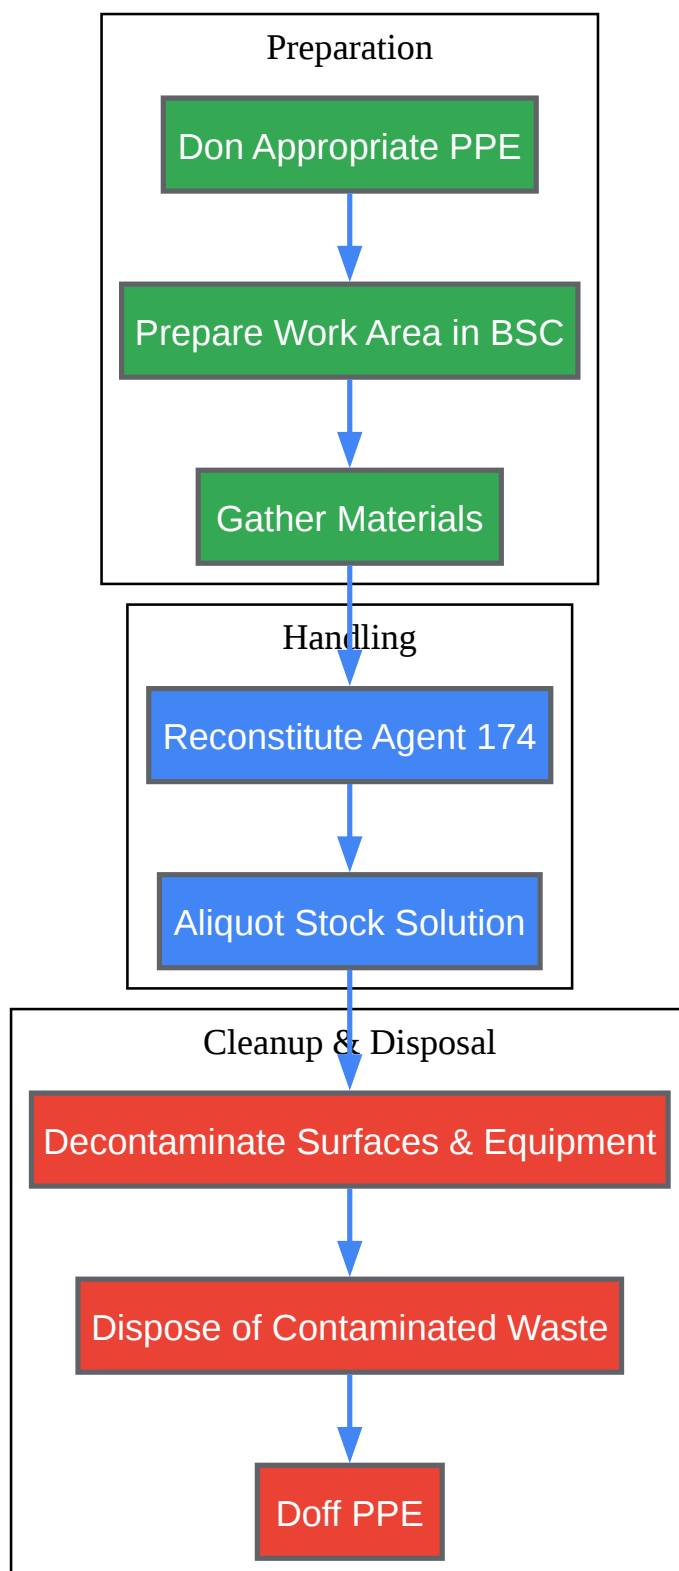 Preparation
Don Appropriate PPE
Prepare Work Area in BSC
Gather Materials
Handling
Reconstitute Agent 174
Aliquot Stock Solution
Cleanup & Disposal
Decontaminate Surfaces & Equipment
Dispose of Contaminated Waste
Doff PPE